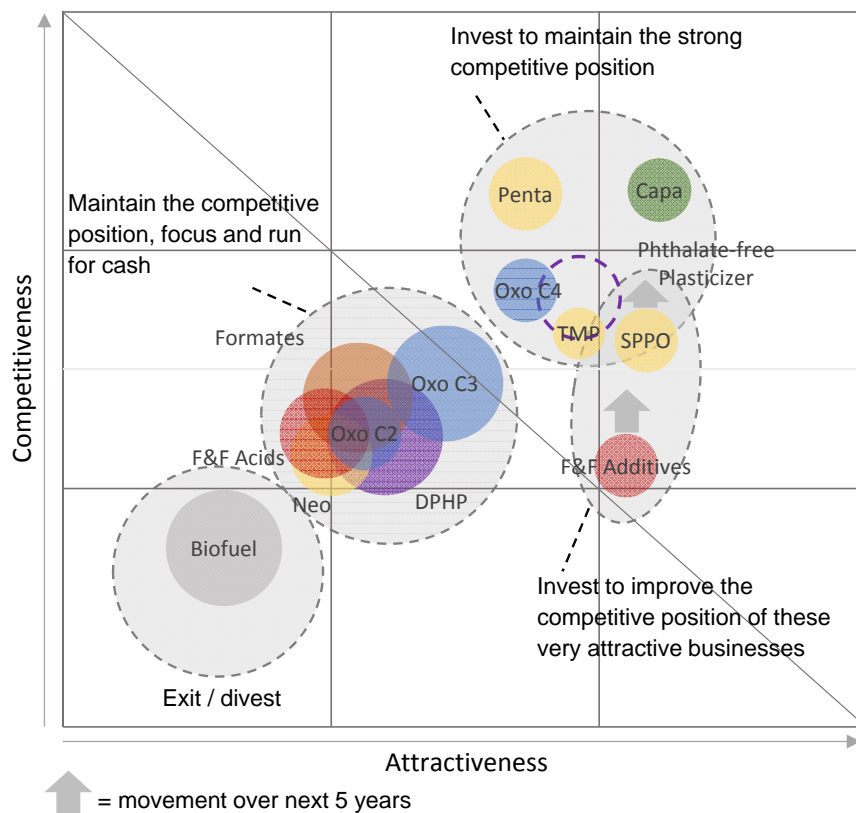 Invest to maintain the strong
competitive position
Penta
Capa
Maintain the competitive
position, focus and run
for cash
Phthalate-free
Plasticizer
Oxo C4
TMP
SPPO
Formates
Oxo C3
Oxo C2
F&F Acids
F&F Additives
Neo
DPHP
Biofuel
Invest to improve the
competitive position of these
very attractive businesses
Exit / divest
Competitiveness
Attractiveness
= movement over next 5 years